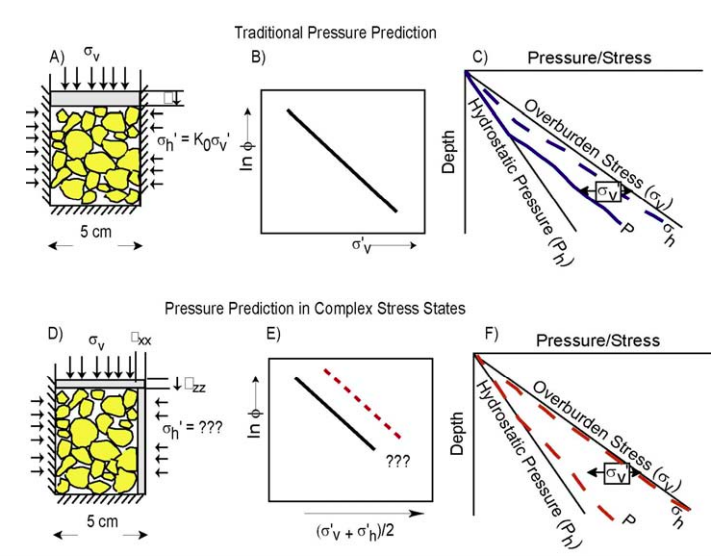 Traditional Pressure Prediction
A)
σv
σh' = K0σv'
5 cm
B)
ln ϕ
σ'v
C)
Pressure/Stress
Depth
Overburden Stress (σv)
Hydrostatic Pressure (Ph)
σv'
P
σh
Pressure Prediction in Complex Stress States
D)
σv
□xx
□zz
σh' = ???
5 cm
E)
ln ϕ
???
(σ'v + σ'h)/2
F)
Pressure/Stress
Depth
Overburden Stress (σv)
Hydrostatic Pressure (Ph)
σv'
P
σh